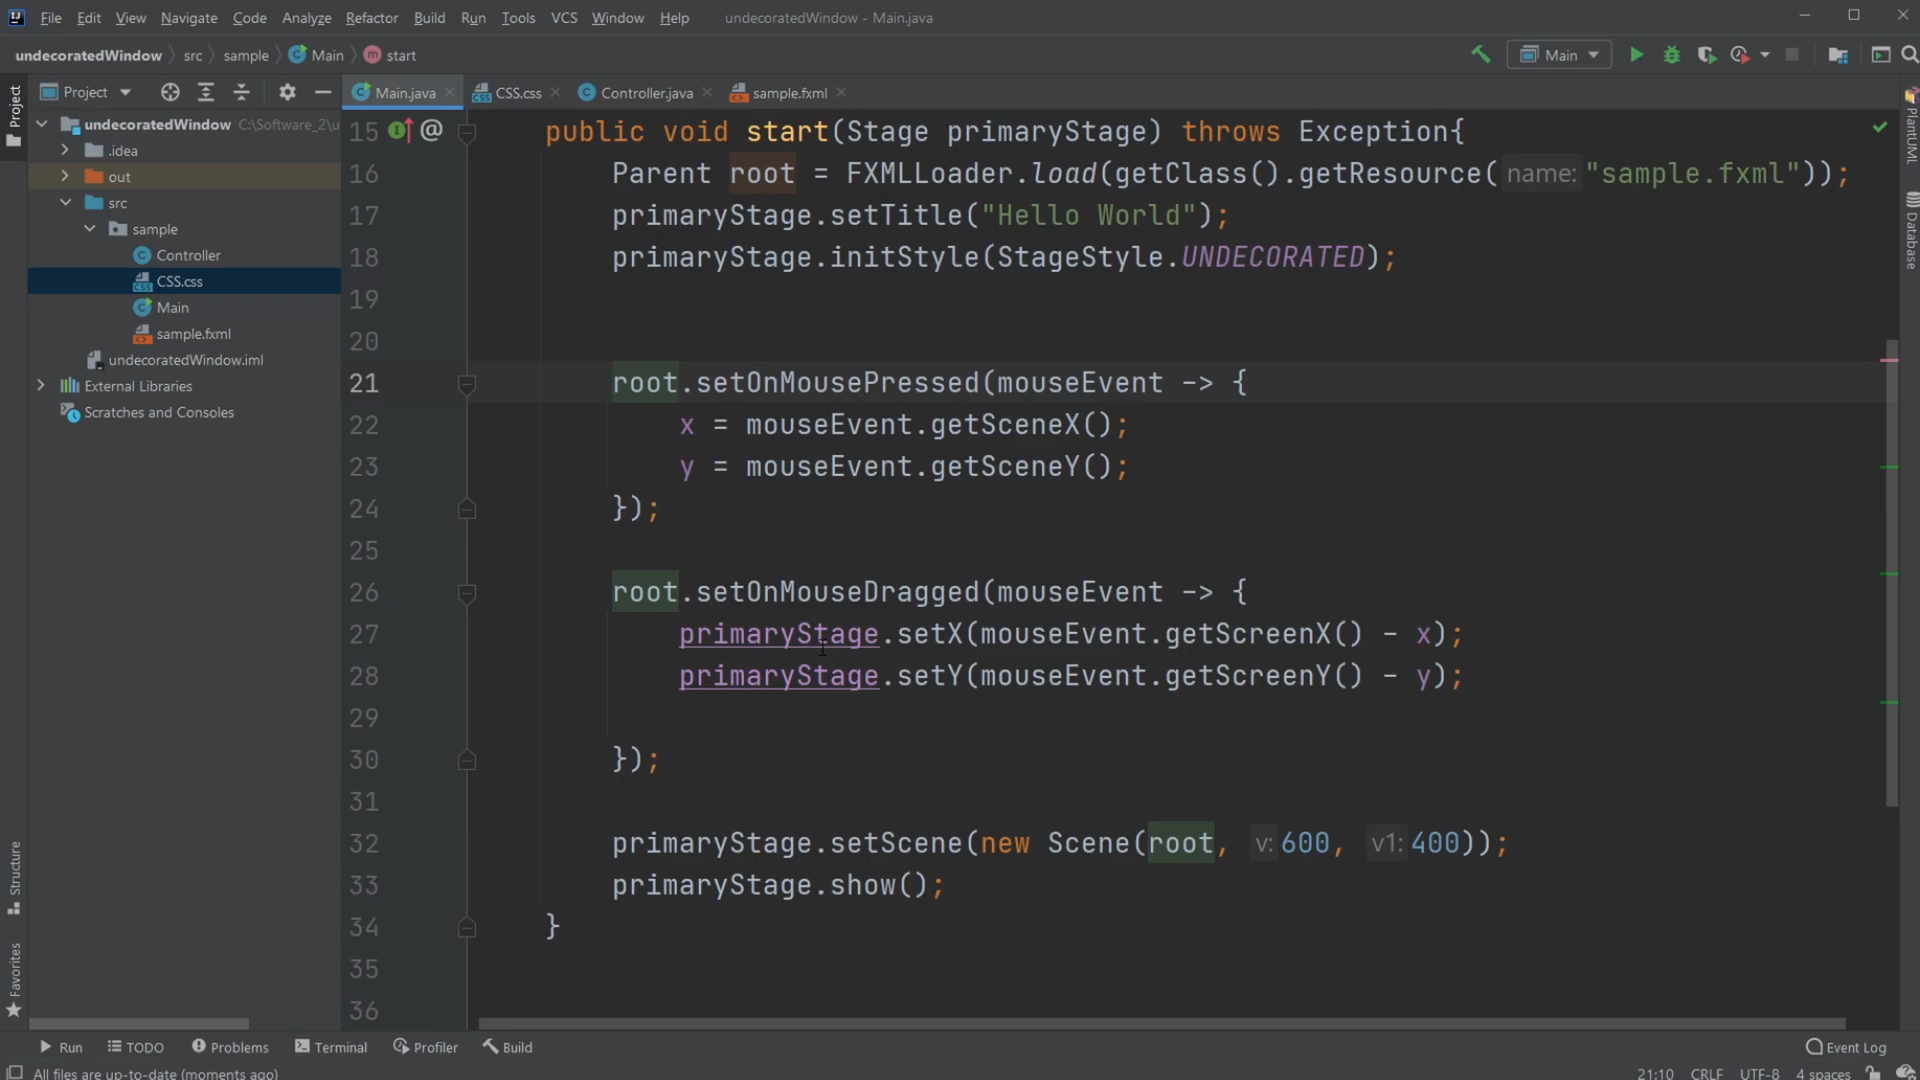 File Edit View Navigate Code Analyze Refactor Build Run Tools VCS Window Help undecoratedWindow - Main.java
undecoratedWindow src sample Main start Main
Project Main.java CSS.css Controller.java sample.fxml
Project
undecoratedWindow C:\Software_2\u
.idea
out
src
sample
Controller
CSS.css
Main
sample.fxml
undecoratedWindow.iml
External Libraries
Scratches and Consoles
15 @ public void start(Stage primaryStage) throws Exception{
16 Parent root = FXMLLoader.load(getClass().getResource( name: "sample.fxml"));
17 primaryStage.setTitle("Hello World");
18 primaryStage.initStyle(StageStyle.UNDECORATED);
19
20
21 root.setOnMousePressed(mouseEvent -> {
22 x = mouseEvent.getSceneX();
23 y = mouseEvent.getSceneY();
24 });
25
26 root.setOnMouseDragged(mouseEvent -> {
27 primaryStage.setX(mouseEvent.getScreenX() - x);
28 primaryStage.setY(mouseEvent.getScreenY() - y);
29
30 });
31
32 primaryStage.setScene(new Scene(root, v: 600, v1: 400));
33 primaryStage.show();
34 }
35
36
PlantUML
Database
Structure
Favorites
Run TODO Problems Terminal Profiler Build Event Log
All files are up-to-date (moments ago) 21:10 CRLF UTF-8 4 spaces